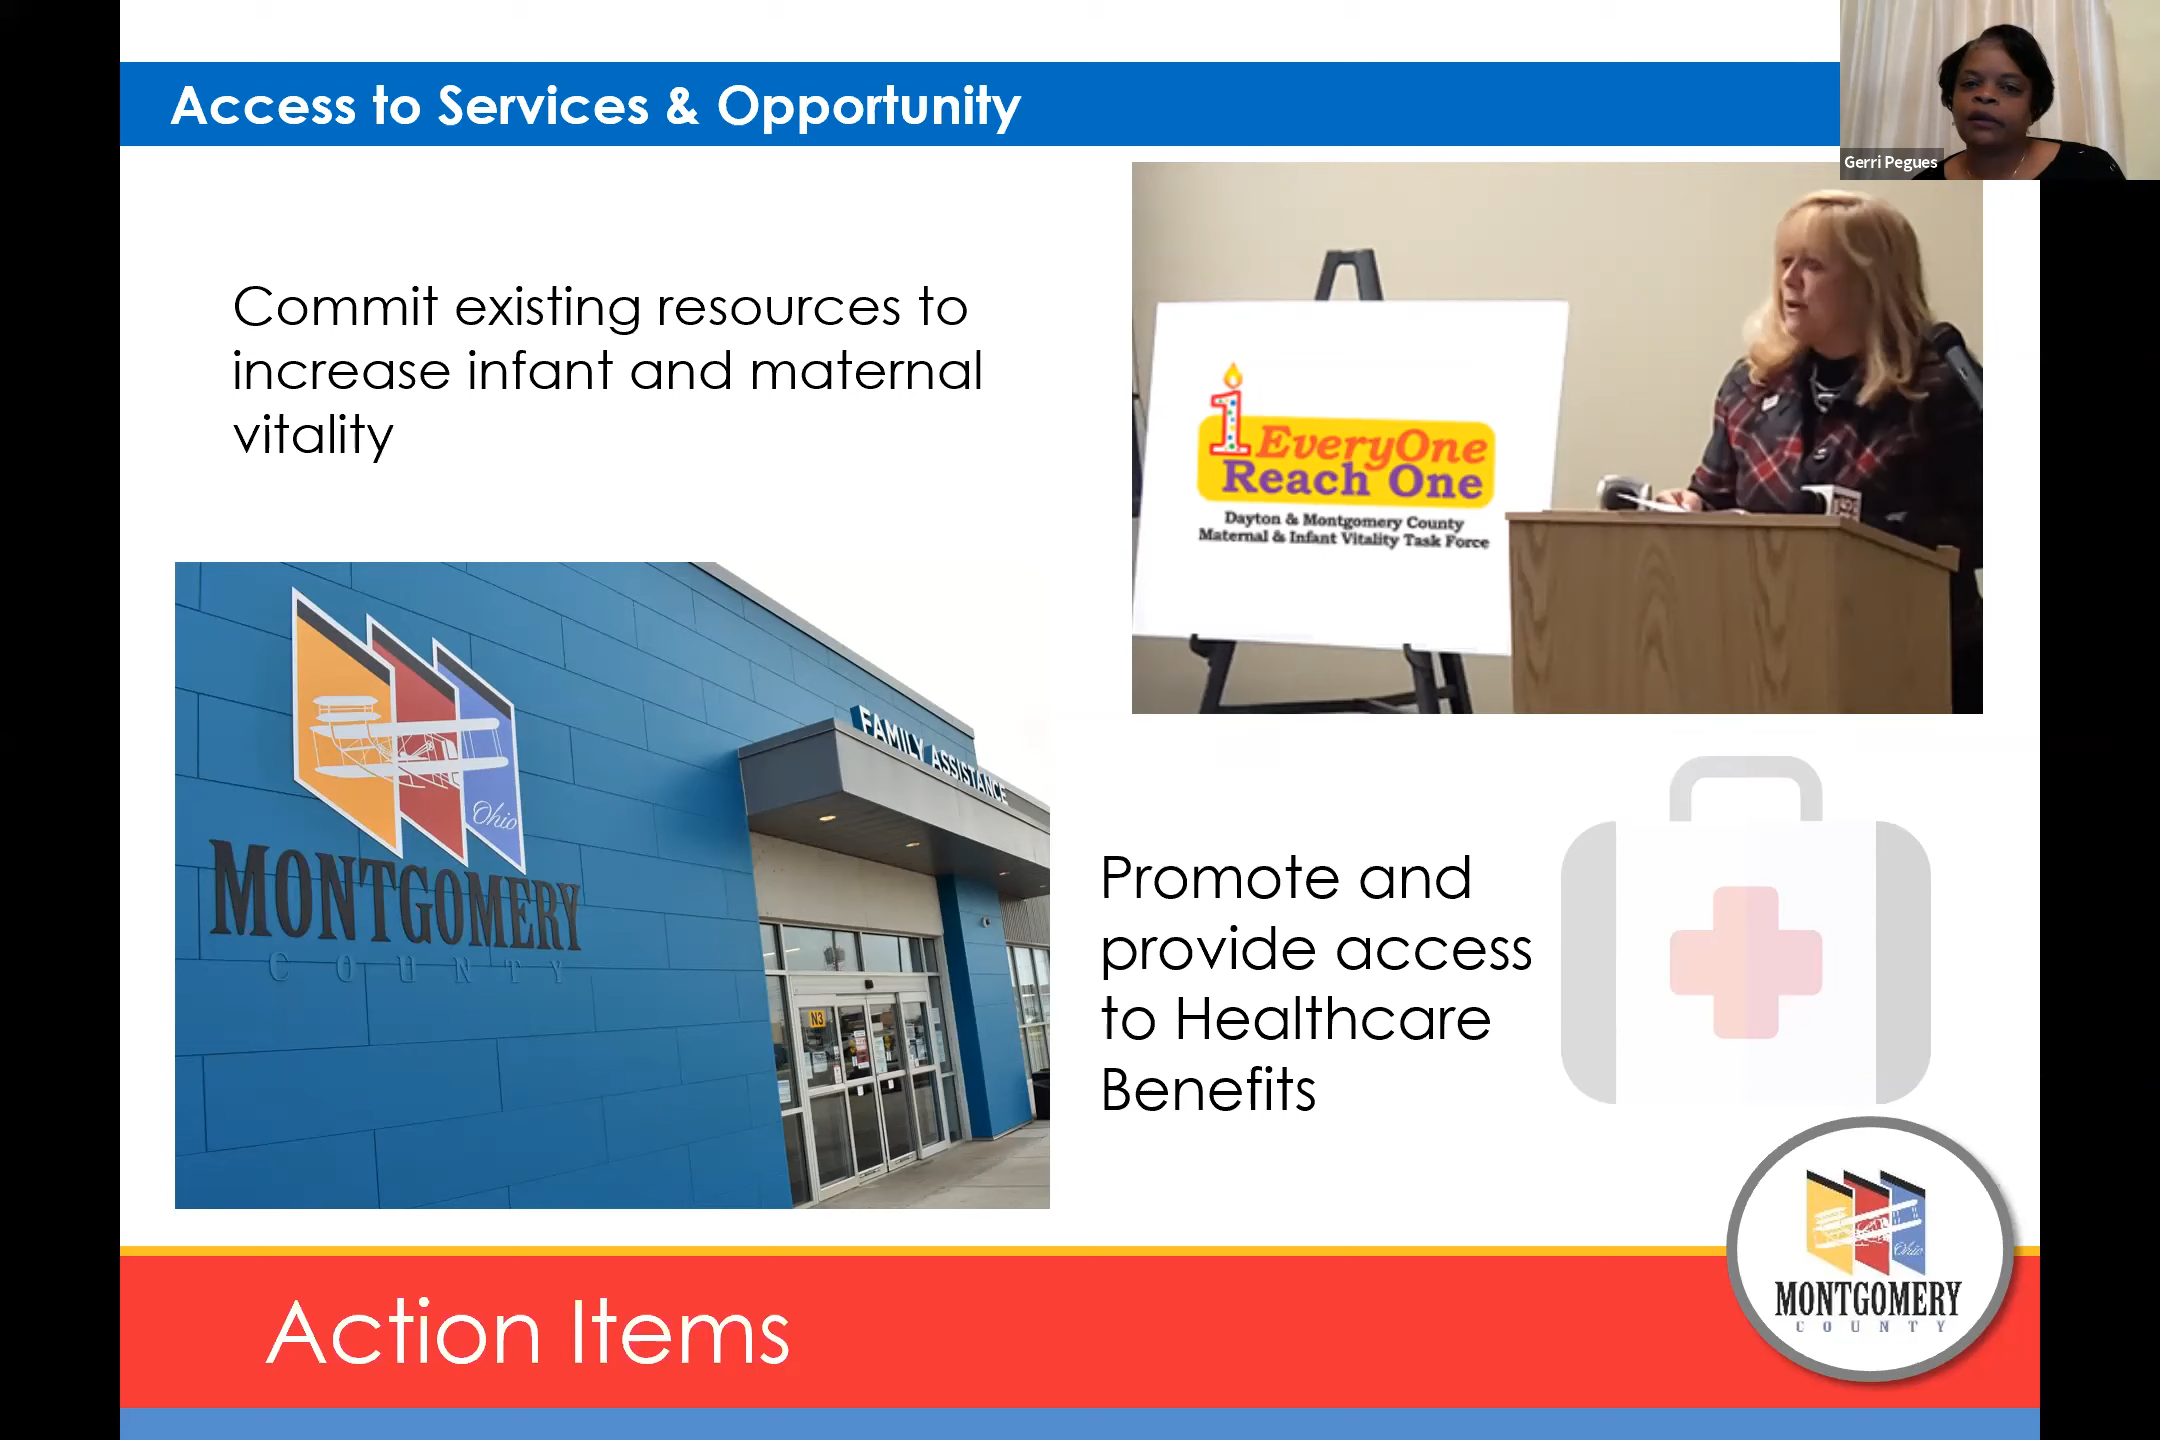 Access to Services & Opportunity
Gerri Pegues
Commit existing resources to
increase infant and maternal
vitality
1 EveryOne
Reach One
Dayton & Montgomery County
Maternal & Infant Vitality Task Force
Ohio
MONTGOMERY
COUNTY
FAMILY ASSISTANCE
N3
Promote and
provide access
to Healthcare
Benefits
Action Items
Ohio
MONTGOMERY
COUNTY